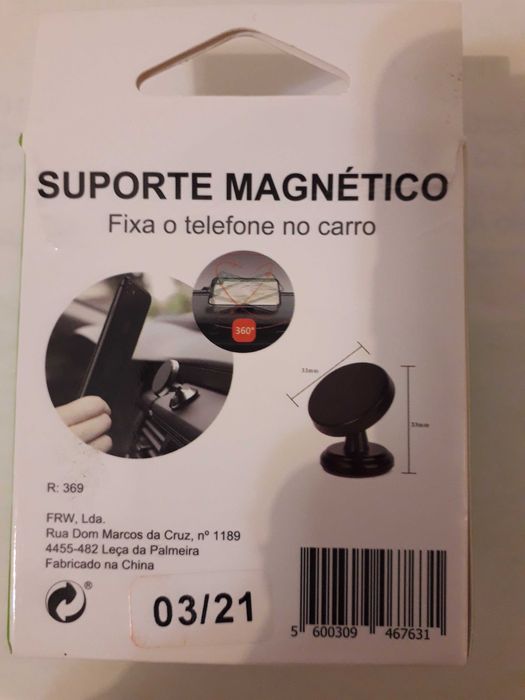 SUPORTE MAGNÉTICO
Fixa o telefone no carro
360°
33mm
R: 369
FRW, Lda.
Rua Dom Marcos da Cruz, nº 1189
4455-482 Leça da Palmeira
Fabricado na China
®
03/21
5 600309 467631